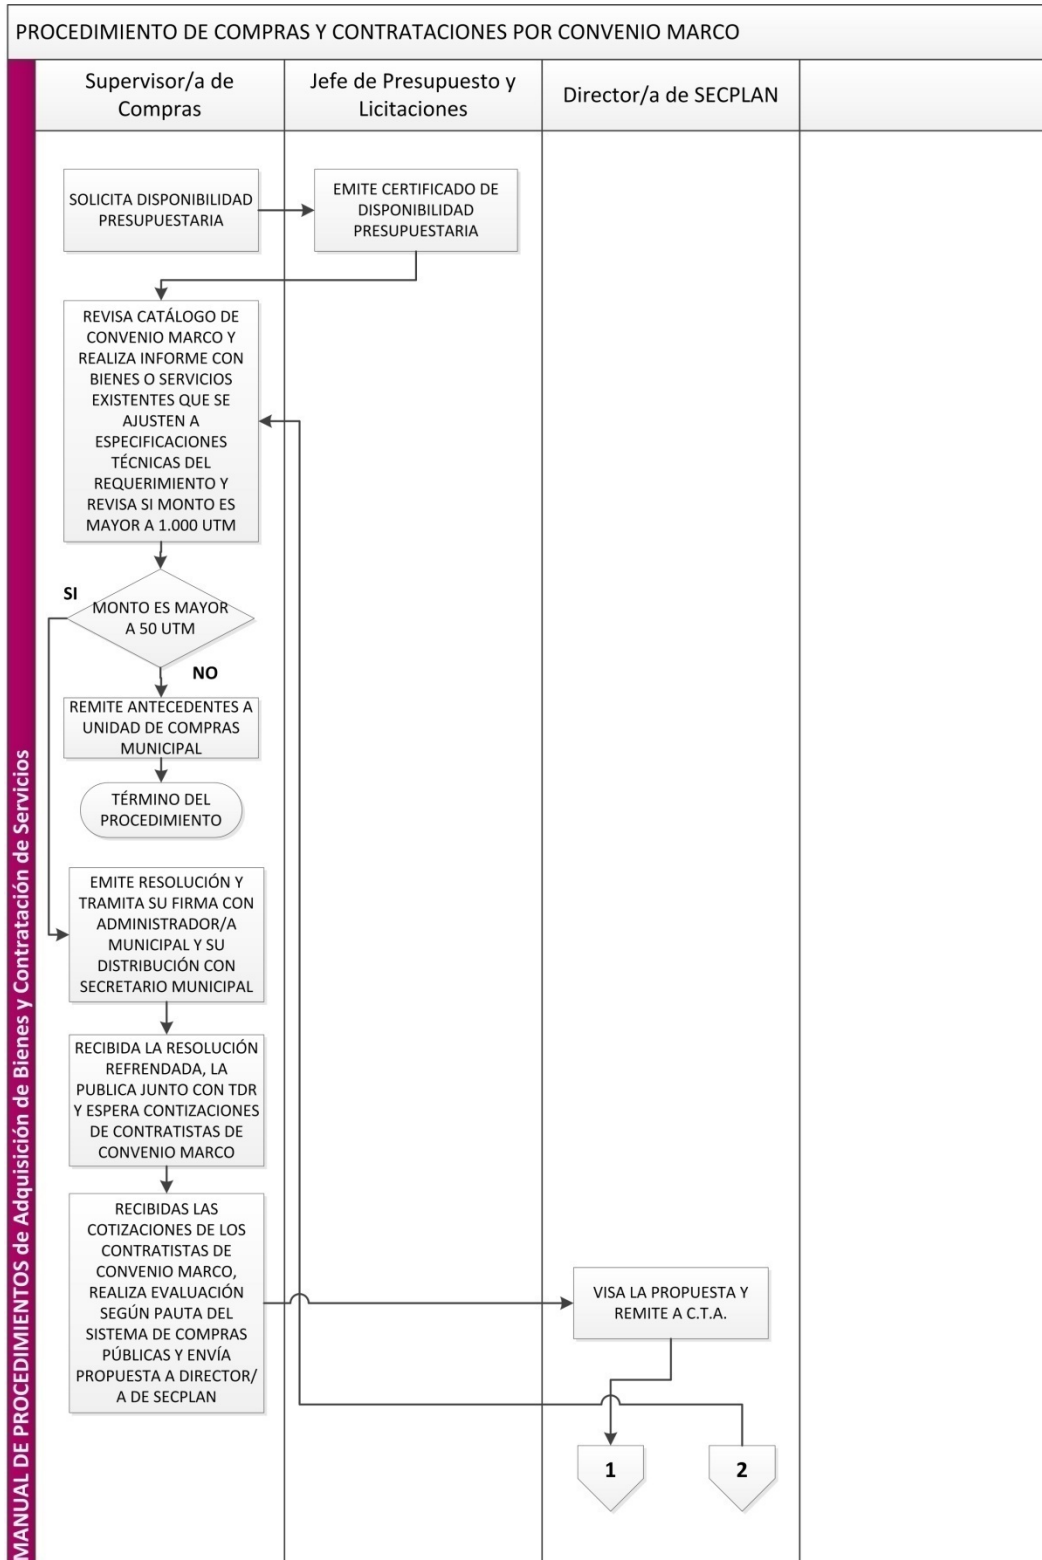 PROCEDIMIENTO DE COMPRAS Y CONTRATACIONES POR CONVENIO MARCO
Supervisor/a de
Compras
Jefe de Presupuesto y
Licitaciones
Director/a de SECPLAN
SOLICITA DISPONIBILIDAD
PRESUPUESTARIA
EMITE CERTIFICADO DE
DISPONIBILIDAD
PRESUPUESTARIA
REVISA CATÁLOGO DE
CONVENIO MARCO Y
REALIZA INFORME CON
BIENES O SERVICIOS
EXISTENTES QUE SE
AJUSTEN A
ESPECIFICACIONES
TÉCNICAS DEL
REQUERIMIENTO Y
REVISA SI MONTO ES
MAYOR A 1.000 UTM
SI
MONTO ES MAYOR
A 50 UTM
NO
REMITE ANTECEDENTES A
UNIDAD DE COMPRAS
MUNICIPAL
TÉRMINO DEL
PROCEDIMIENTO
EMITE RESOLUCIÓN Y
TRAMITA SU FIRMA CON
ADMINISTRADOR/A
MUNICIPAL Y SU
DISTRIBUCIÓN CON
SECRETARIO MUNICIPAL
RECIBIDA LA RESOLUCIÓN
REFRENDADA, LA
PUBLICA JUNTO CON TDR
Y ESPERA CONTIZACIONES
DE CONTRATISTAS DE
CONVENIO MARCO
RECIBIDAS LAS
COTIZACIONES DE LOS
CONTRATISTAS DE
CONVENIO MARCO,
REALIZA EVALUACIÓN
SEGÚN PAUTA DEL
SISTEMA DE COMPRAS
PÚBLICAS Y ENVÍA
PROPUESTA A DIRECTOR/
A DE SECPLAN
VISA LA PROPUESTA Y
REMITE A C.T.A.
1
2
MANUAL DE PROCEDIMIENTOS de Adquisición de Bienes y Contratación de Servicios